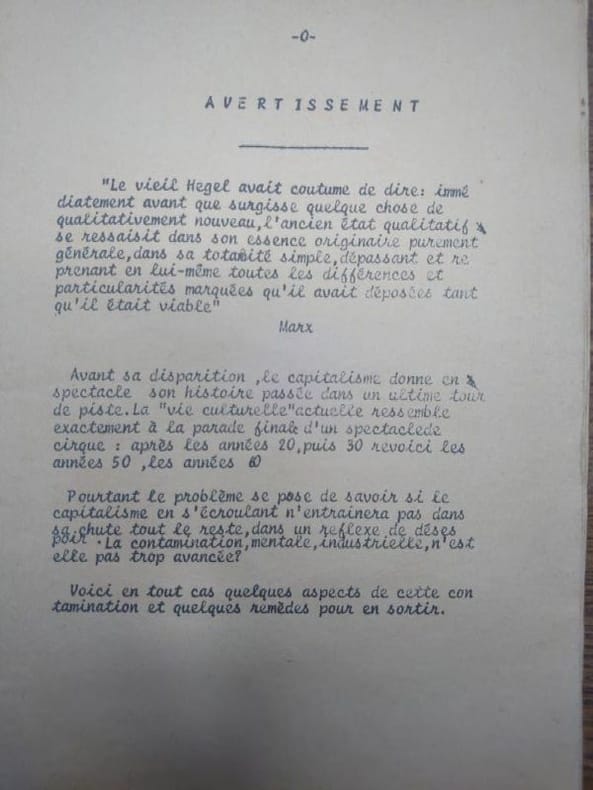 -0-
AVERTISSEMENT
"Le vieil Hegel avait coutume de dire: immé
diatement avant que surgisse quelque chose de
qualitativement nouveau,l'ancien état qualitatif
se ressaisit dans son essence originaire purement
générale,dans sa totalité simple,dépassant et re
prenant en lui-même toutes les différences et
particularités marquées qu'il avait déposées tant
qu'il était viable"
Marx
Avant sa disparition ,le capitalisme donne en
spectacle son histoire passée dans un ultime tour
de piste.La "vie culturelle"actuelle ressemble
exactement à la parade finale d'un spectaclede
cirque : après les années 20,puis 30 revoici les
années 50 ,les années 60
Pourtant le problème se pose de savoir si le
capitalisme en s'écroulant n'entrainera pas dans
sa chute tout le reste,dans un reflexe de déses
poir .La contamination,mentale,industrielle,n'est
elle pas trop avancée?
Voici en tout cas quelques aspects de cette con
tamination et quelques remèdes pour en sortir.